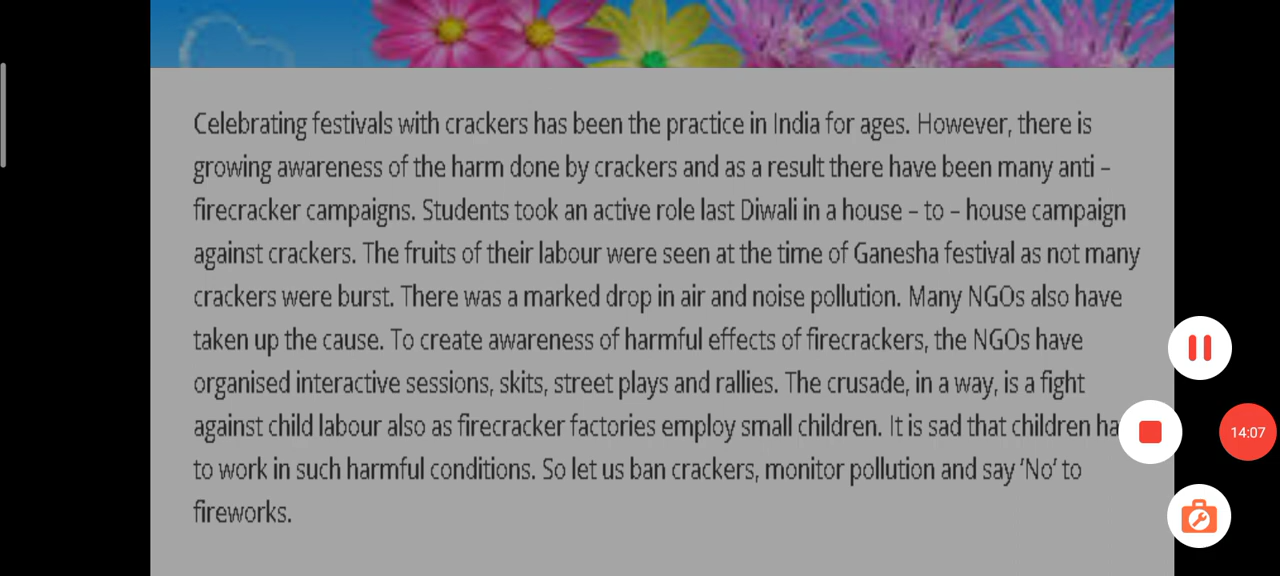 Celebrating festivals with crackers has been the practice in India for ages. However, there is
growing awareness of the harm done by crackers and as a result there have been many anti –
firecracker campaigns. Students took an active role last Diwali in a house – to – house campaign
against crackers. The fruits of their labour were seen at the time of Ganesha festival as not many
crackers were burst. There was a marked drop in air and noise pollution. Many NGOs also have
taken up the cause. To create awareness of harmful effects of firecrackers, the NGOs have
organised interactive sessions, skits, street plays and rallies. The crusade, in a way, is a fight
against child labour also as firecracker factories employ small children. It is sad that children ha
to work in such harmful conditions. So let us ban crackers, monitor pollution and say ’No’ to
fireworks.
14:07